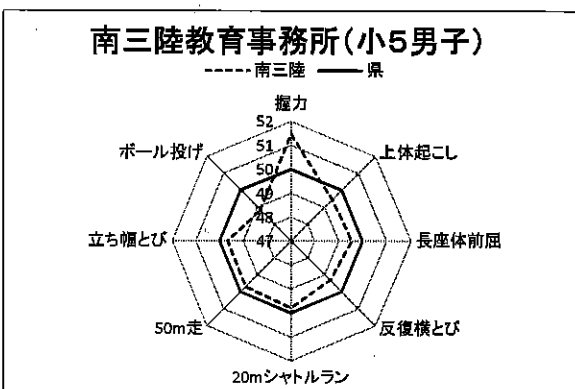 南三陸教育事務所(小5男子)
南三陸 県
握力
52
51
50
49
48
47
上体起こし
長座体前屈
反復横とび
20mシャトルラン
50m走
立ち幅とび
ボール投げ